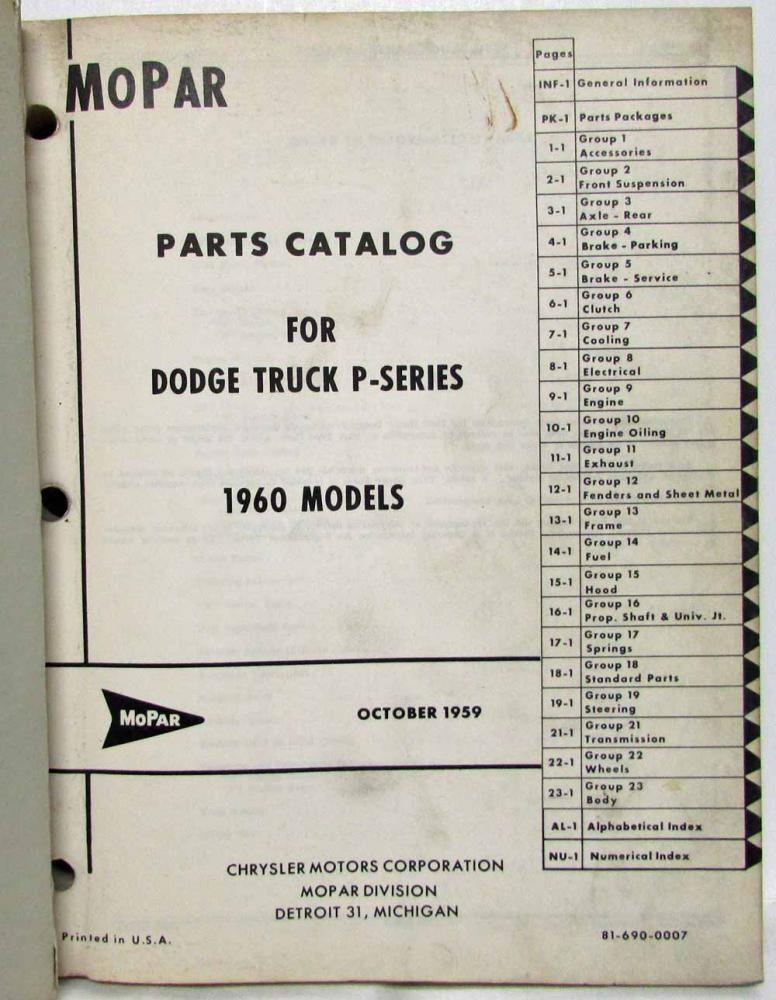 MOPAR
PARTS CATALOG
FOR
DODGE TRUCK P-SERIES
1960 MODELS
MOPAR
OCTOBER 1959
CHRYSLER MOTORS CORPORATION
MOPAR DIVISION
DETROIT 31, MICHIGAN
Printed in U.S.A.
81-690-0007
Pages
INF-1 General Information
PK-1 Parts Packages
1-1 Group 1
Accessories
2-1 Group 2
Front Suspension
3-1 Group 3
Axle - Rear
4-1 Group 4
Brake - Parking
5-1 Group 5
Brake - Service
6-1 Group 6
Clutch
7-1 Group 7
Cooling
8-1 Group 8
Electrical
9-1 Group 9
Engine
10-1 Group 10
Engine Oiling
11-1 Group 11
Exhaust
12-1 Group 12
Fenders and Sheet Metal
13-1 Group 13
Frame
14-1 Group 14
Fuel
15-1 Group 15
Hood
16-1 Group 16
Prop. Shaft & Univ. Jt.
17-1 Group 17
Springs
18-1 Group 18
Standard Parts
19-1 Group 19
Steering
21-1 Group 21
Transmission
22-1 Group 22
Wheels
23-1 Group 23
Body
AL-1 Alphabetical Index
NU-1 Numerical Index